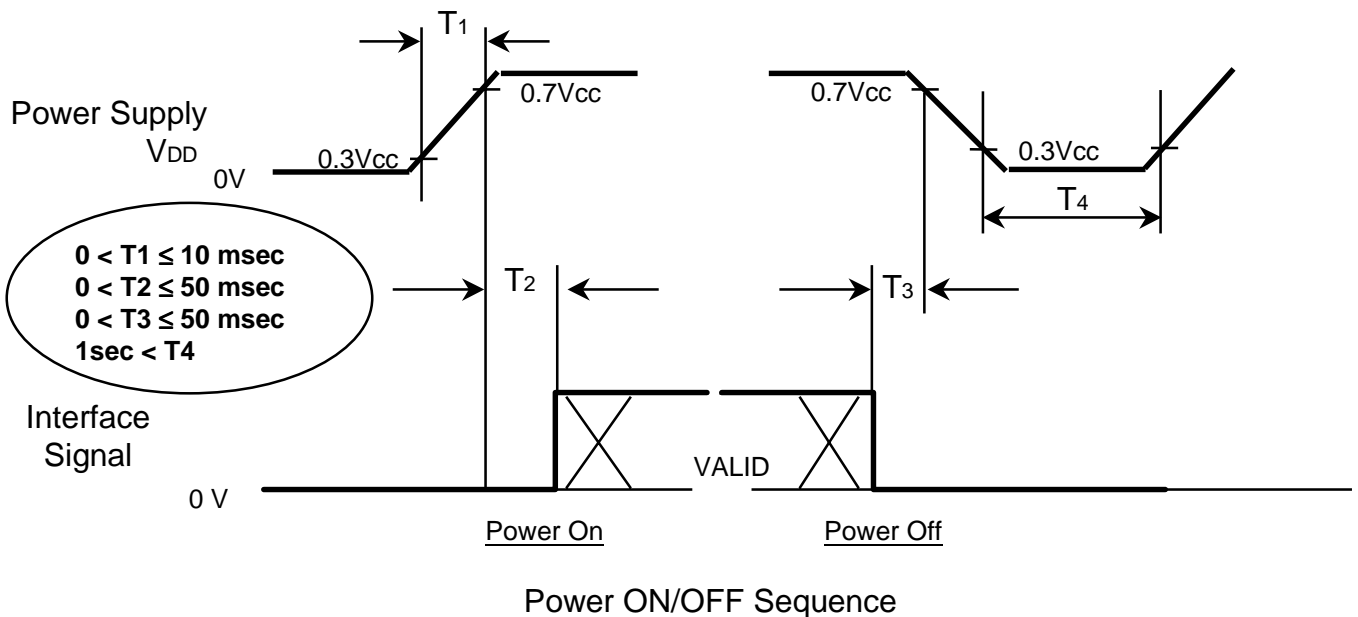 T1
0.7Vcc
0.7Vcc
Power Supply
VDD
0.3Vcc
0.3Vcc
0V
T4
0 < T1 ≤ 10 msec
0 < T2 ≤ 50 msec
0 < T3 ≤ 50 msec
1sec < T4
T2
T3
Interface
Signal
VALID
0 V
Power On
Power Off
Power ON/OFF Sequence